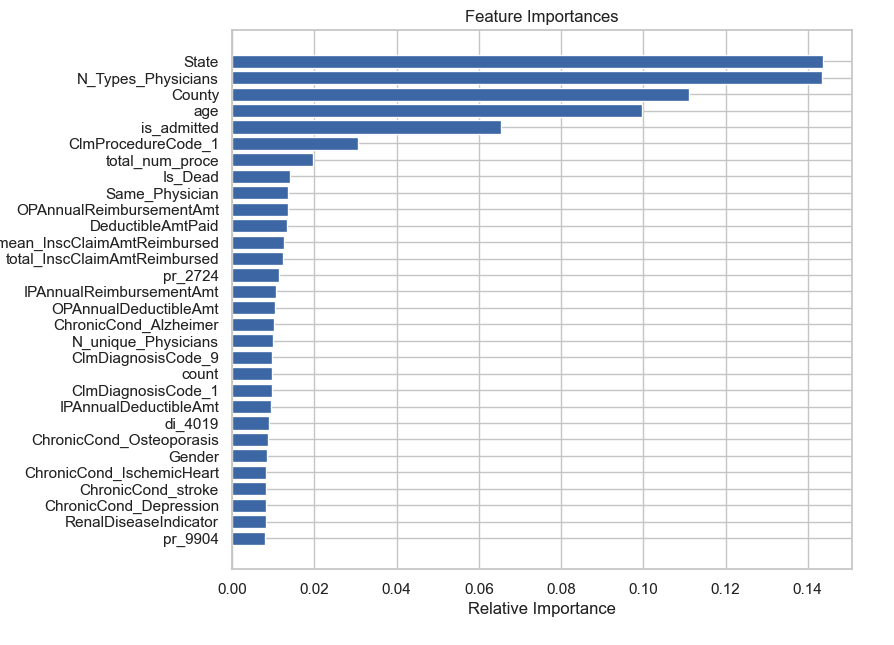 Feature Importances
State
N_Types_Physicians
County
age
is_admitted
ClmProcedureCode_1
total_num_proce
Is_Dead
Same_Physician
OPAnnualReimbursementAmt
DeductibleAmtPaid
mean_InscClaimAmtReimbursed
total_InscClaimAmtReimbursed
pr_2724
IPAnnualReimbursementAmt
OPAnnualDeductibleAmt
ChronicCond_Alzheimer
N_unique_Physicians
ClmDiagnosisCode_9
count
ClmDiagnosisCode_1
IPAnnualDeductibleAmt
di_4019
ChronicCond_Osteoporasis
Gender
ChronicCond_IschemicHeart
ChronicCond_stroke
ChronicCond_Depression
RenalDiseaseIndicator
pr_9904
0.00 0.02 0.04 0.06 0.08 0.10 0.12 0.14
Relative Importance